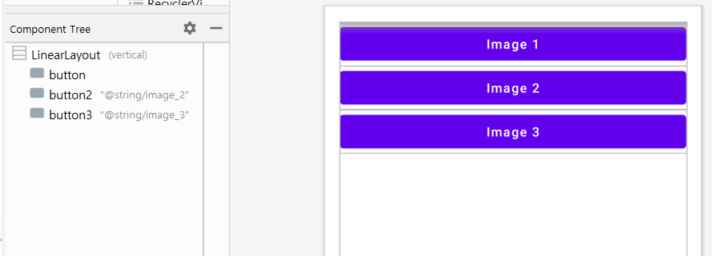 RecyclerVi
Component Tree
LinearLayout (vertical)
button
button2 "@string/image_2"
button3 "@string/image_3"
Image 1
Image 2
Image 3